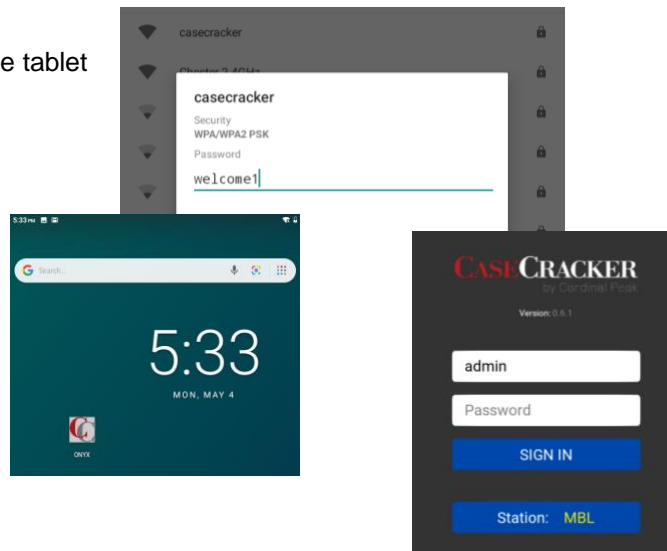 e tablet
casecracker
casecracker
Security
WPA/WPA2 PSK
Password
welcome1
5:33 PM
Search...
5:33
MON, MAY 4
ONYX
CASECRACKER
by Cardinal Peak
Version: 0.6.1
admin
Password
SIGN IN
Station: MBL